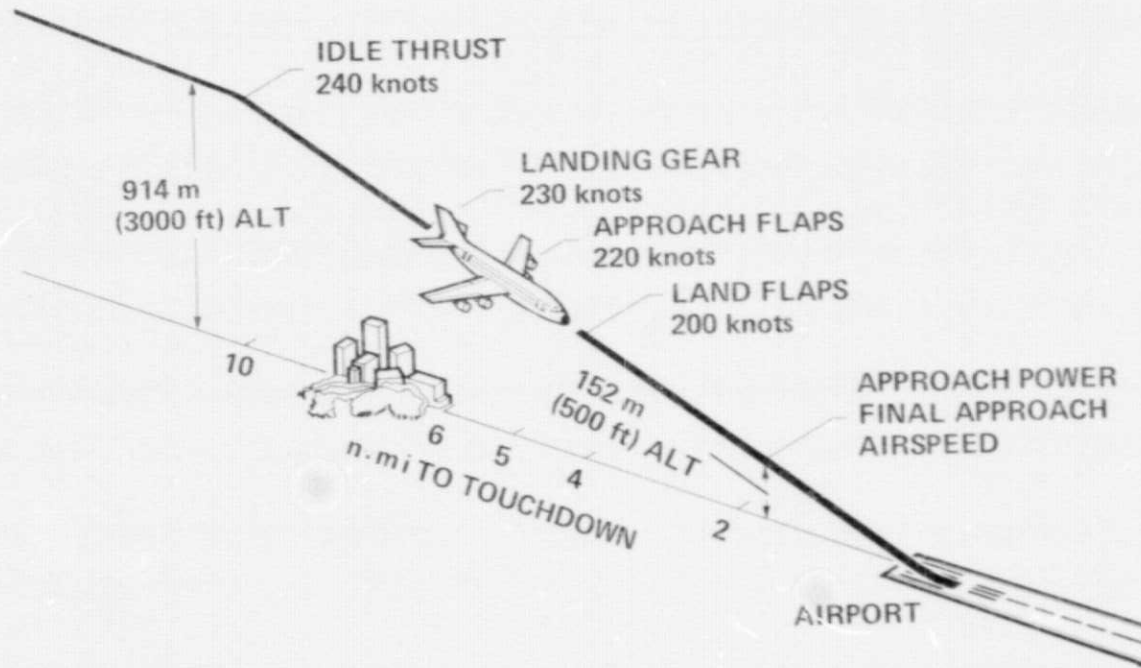 IDLE THRUST
240 knots
914 m
(3000 ft) ALT
LANDING GEAR
230 knots
APPROACH FLAPS
220 knots
LAND FLAPS
200 knots
10
6
5
4
2
n.mi TO TOUCHDOWN
152 m
(500 ft) ALT
APPROACH POWER
FINAL APPROACH
AIRSPEED
AIRPORT